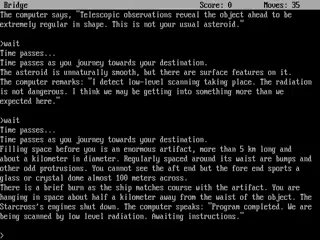 Bridge Score: 0 Moves: 35
The computer says, "Telescopic observations reveal the object ahead to be
extremely regular in shape. This is not your usual asteroid."
>wait
Time passes...
Time passes as you journey towards your destination.
The asteroid is unnaturally smooth, but there are surface features on it.
The computer remarks: "I detect low-level scanning taking place. The radiation
is not dangerous. I think we may be getting into something more than we
expected here."
>wait
Time passes...
Time passes as you journey towards your destination.
Filling space before you is an enormous artifact, more than 5 km long and
about a kilometer in diameter. Regularly spaced around its waist are bumps and
other odd protrusions. You cannot see the aft end but the fore end sports a
glass or crystal dome almost 100 meters across.
There is a brief burn as the ship matches course with the artifact. You are
hanging in space about half a kilometer away from the waist of the object. The
Starcross's engines shut down. The computer speaks: "Program completed. We are
being scanned by low level radiation. Awaiting instructions."
>